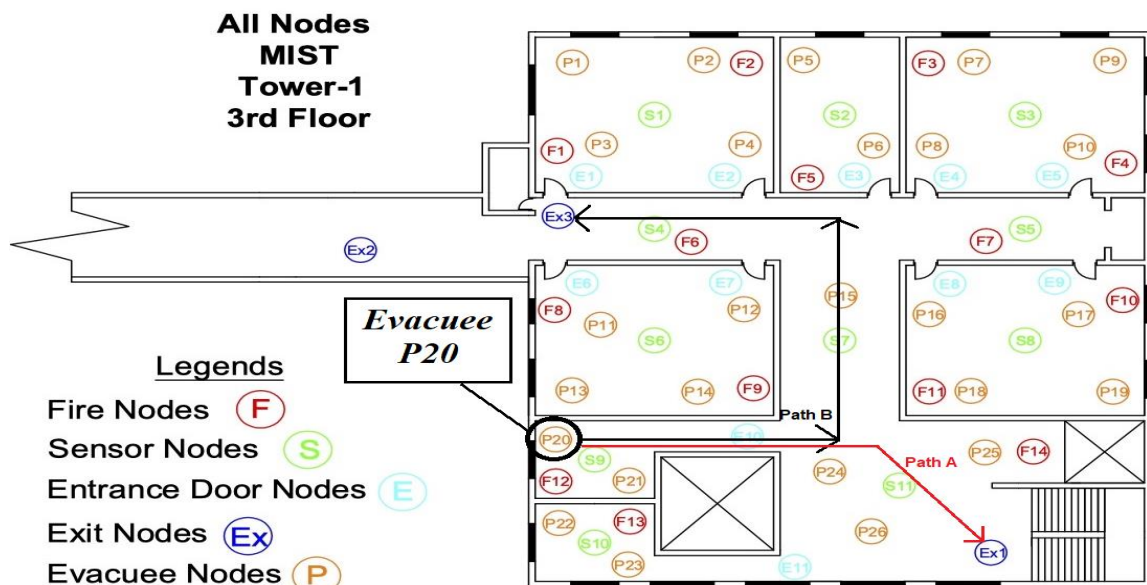 All Nodes
MIST
Tower-1
3rd Floor
P1 P2 F2 P5 F3 P7 P9
S1 S2 S3
F1 P3 P4 P6 P8 P10 F4
E1 E2 F5 E3 E4 E5
Ex3 S4 F6 F7 S5
Ex2
E6 E7 E8 E9
F8 P11 P12 P15 P16 P17 F10
Evacuee
P20
S6 S7 S8
P13 P14 F9 F11 P18 P19
Path B
P20 E10
Path A
S9 P24 P25 F14
F12 P21 S11
P22 F13 P26
S10 Ex1
P23 E11
Legends
Fire Nodes F
Sensor Nodes S
Entrance Door Nodes E
Exit Nodes Ex
Evacuee Nodes P